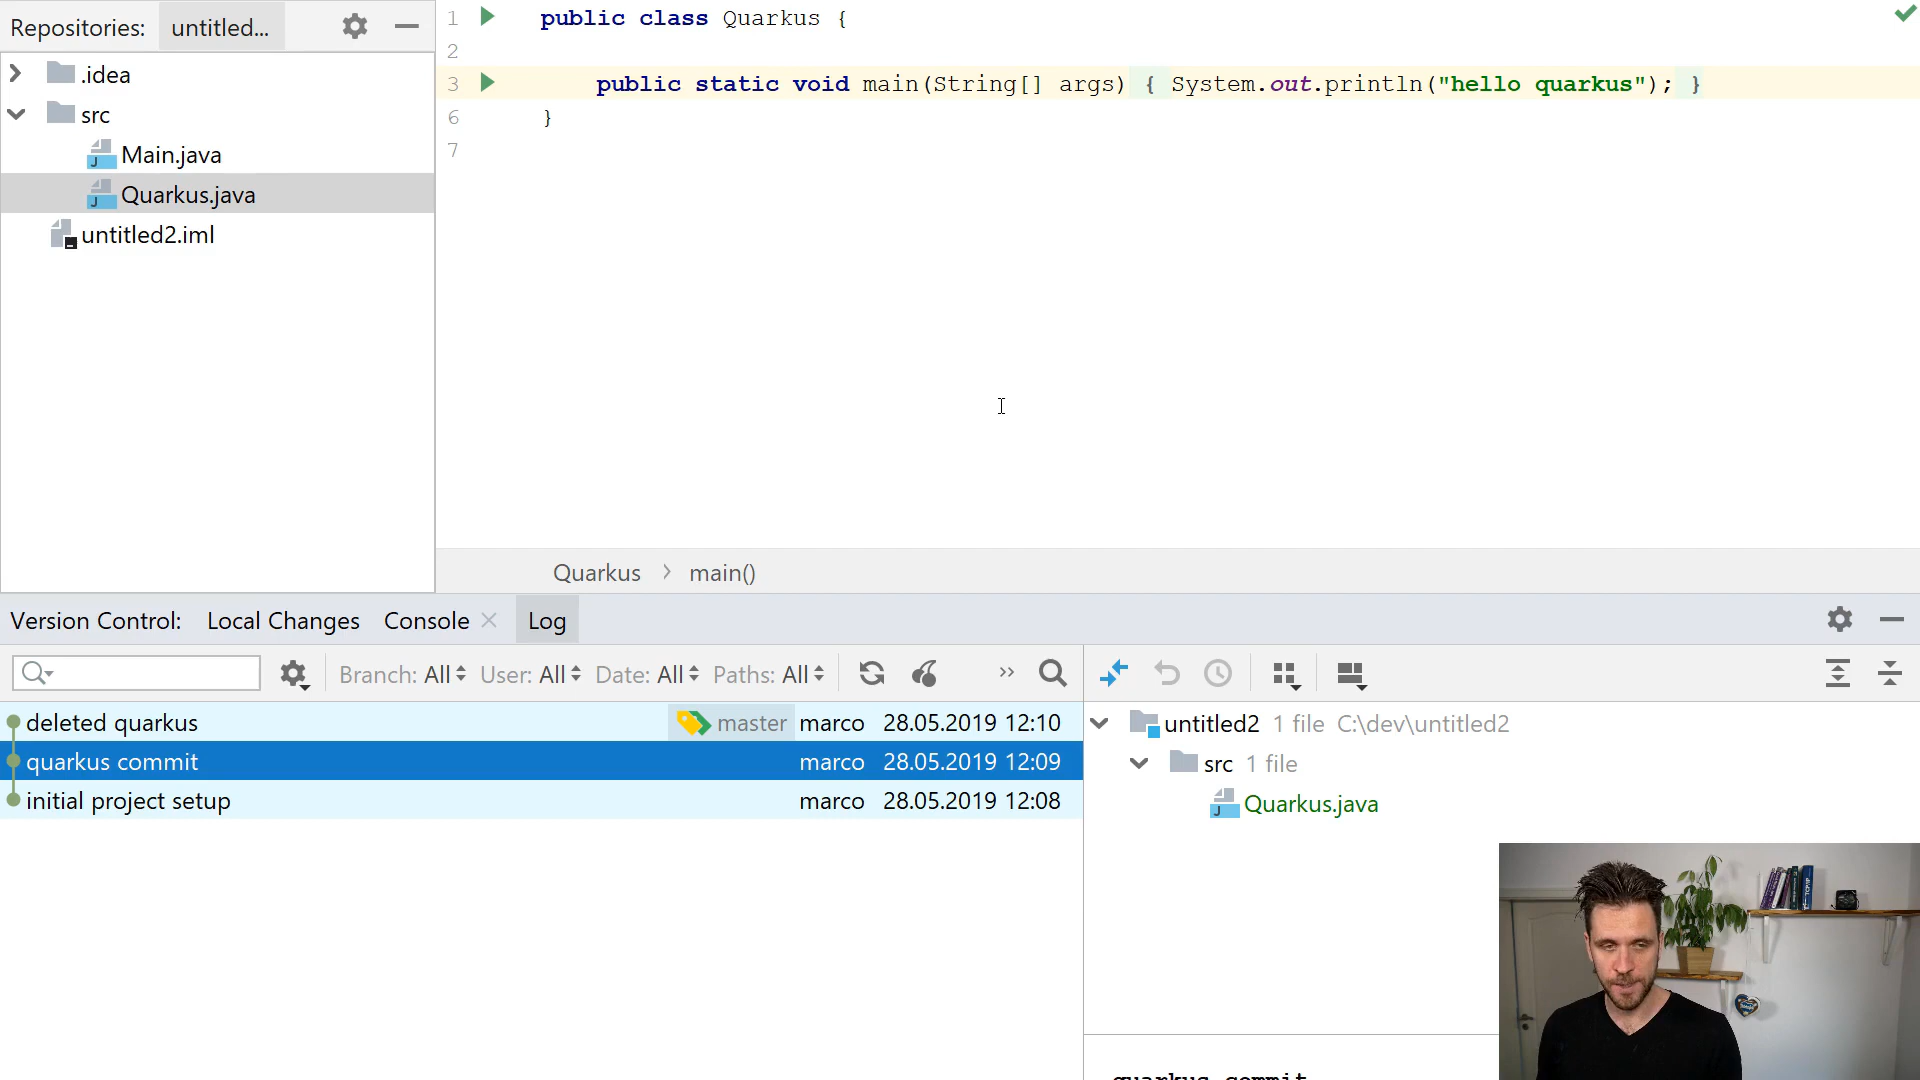 Repositories: untitled...
.idea
src
Main.java
Quarkus.java
untitled2.iml
1 public class Quarkus {
2
3 public static void main(String[] args) { System.out.println("hello quarkus"); }
6 }
7
Quarkus > main()
Version Control: Local Changes Console Log
Branch: All User: All Date: All Paths: All
deleted quarkus master marco 28.05.2019 12:10
quarkus commit marco 28.05.2019 12:09
initial project setup marco 28.05.2019 12:08
untitled2 1 file C:\dev\untitled2
src 1 file
Quarkus.java
quarkus commit